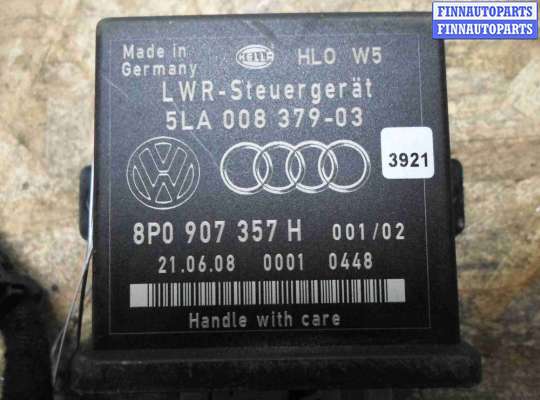 FINNAUTOPARTS
FINNAUTOPARTS
Made in
Germany
HELLA
HLO W5
LWR-Steuergerät
5LA 008 379-03
3921
8P0 907 357 H 001/02
21.06.08 0001 0448
Handle with care